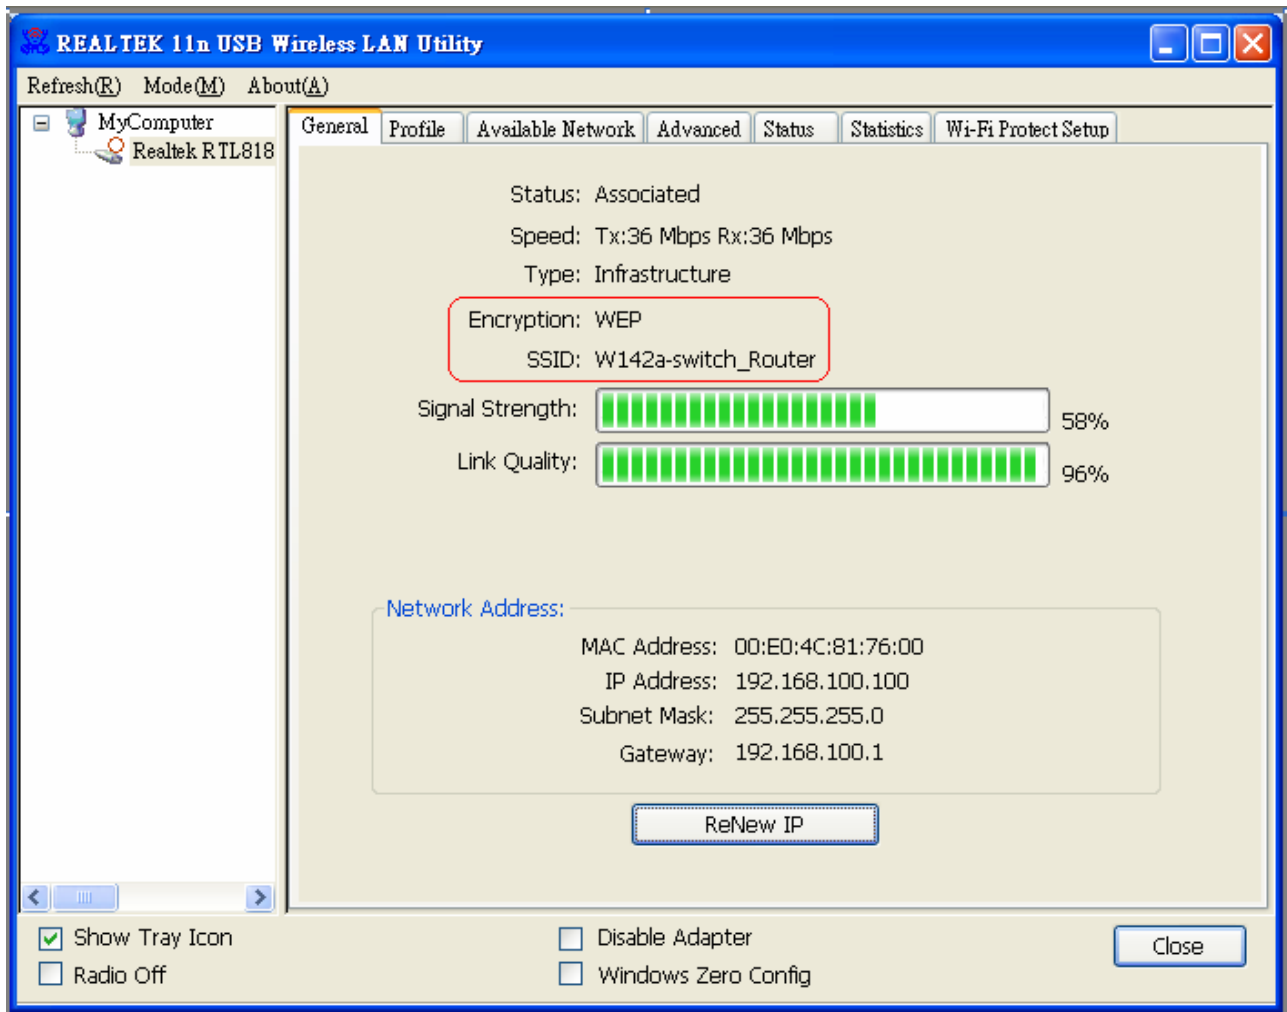 REALTEK 11n USB Wireless LAN Utility
Refresh(R) Mode(M) About(A)
MyComputer
Realtek RTL818
General Profile Available Network Advanced Status Statistics Wi-Fi Protect Setup
Status: Associated
Speed: Tx:36 Mbps Rx:36 Mbps
Type: Infrastructure
Encryption: WEP
SSID: W142a-switch_Router
Signal Strength: 58%
Link Quality: 96%
Network Address:
MAC Address: 00:E0:4C:81:76:00
IP Address: 192.168.100.100
Subnet Mask: 255.255.255.0
Gateway: 192.168.100.1
ReNew IP
Show Tray Icon
Radio Off
Disable Adapter
Windows Zero Config
Close